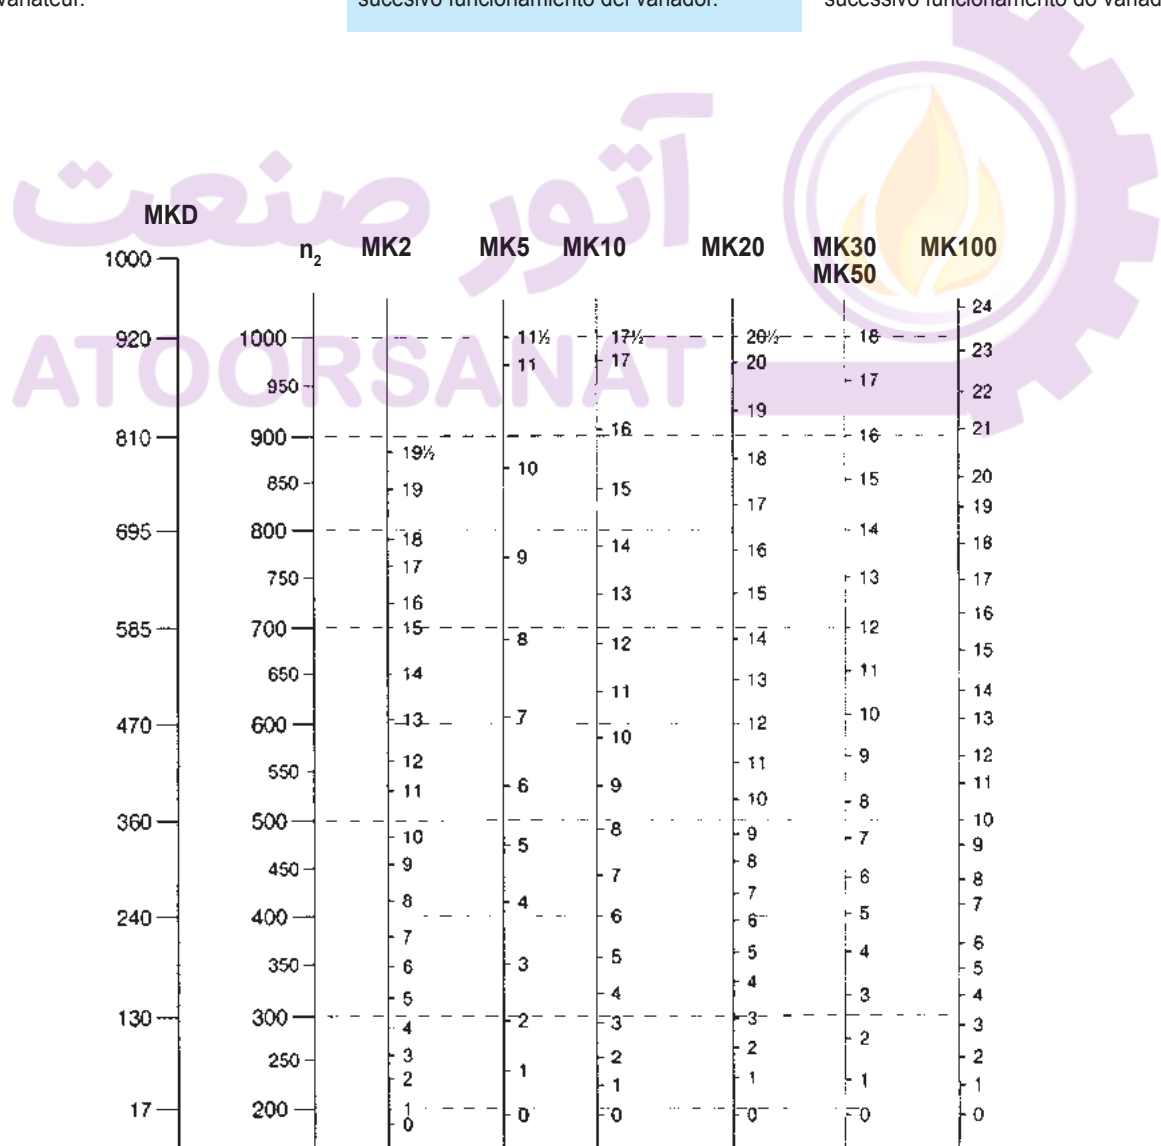 variateur.
sucesivo funcionamiento del variador.
sucessivo funcionamento do variad
آتور صنعت
ATOORSANAT
MKD
n2 MK2 MK5 MK10 MK20 MK30 MK100
MK50
1000
24
920 1000 11½ 17½ 20½ 18
23
11 17 20
950 17 22
19
16 21
810 900 16
19½
10 18
850 15 20
19 15
17 19
695 800 14
18 14 18
9 16
17
750 13 17
13 15
16 16
585 700 15 12
8 12 14
15
650 14 11
13
11 14
10
7 13
470 600 13 12
10
12 9 12
11
550
11 6 9 11
10 8
360 500 8 10
10 9 7
5 9
9 8
450 7 6 8
8 4 7 7
240 400 6 6 5
7 6
5 5 4
350 6 3 5
4
5 4 3 4
130 300 2 3 3 3
4
2
3 2 2 2
250
2 1 1 1 1
1
17 200 1
0 0 0 0 0
0